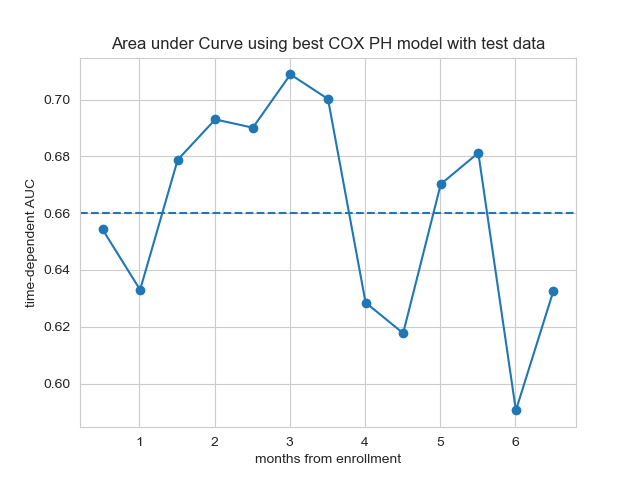 Area under Curve using best COX PH model with test data
time-dependent AUC
0.70
0.68
0.66
0.64
0.62
0.60
1 2 3 4 5 6
months from enrollment